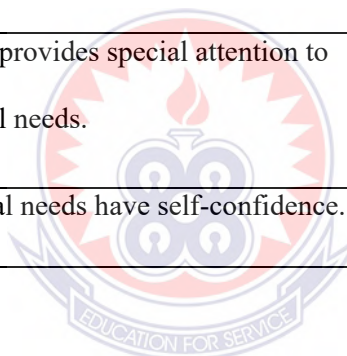 provides special attention to
l needs.
al needs have self-confidence.
EDUCATION FOR SERVICE